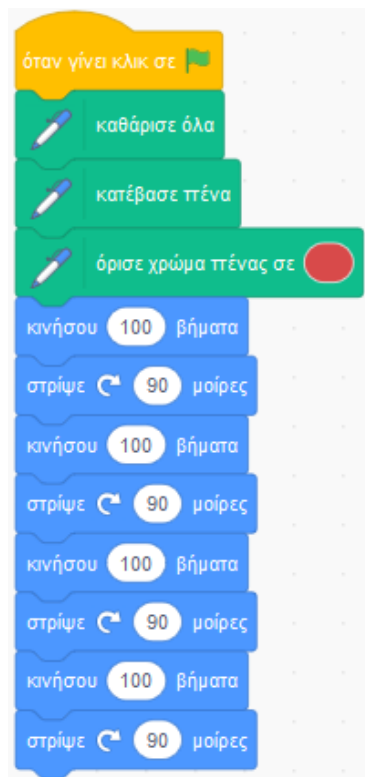 όταν γίνει κλικ σε
καθάρισε όλα
κατέβασε πένα
όρισε χρώμα πένας σε
κινήσου 100 βήματα
στρίψε 90 μοίρες
κινήσου 100 βήματα
στρίψε 90 μοίρες
κινήσου 100 βήματα
στρίψε 90 μοίρες
κινήσου 100 βήματα
στρίψε 90 μοίρες